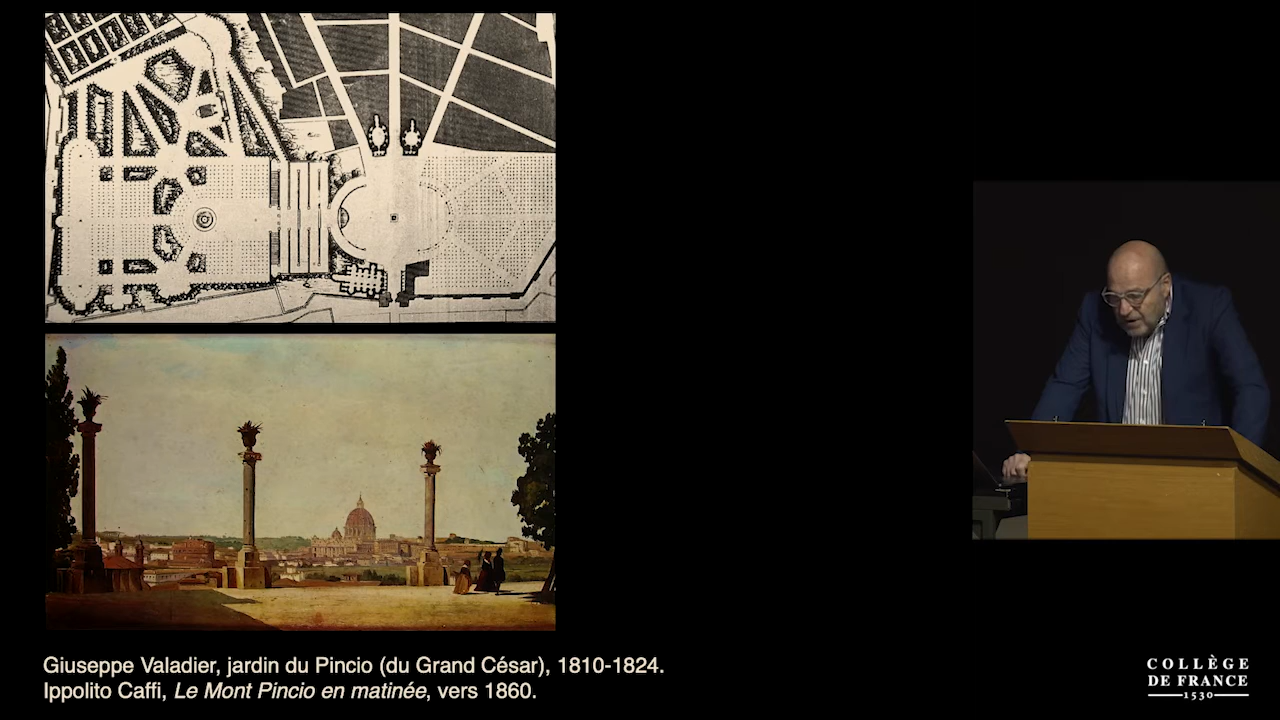 Giuseppe Valadier, jardin du Pincio (du Grand César), 1810-1824.
Ippolito Caffi, Le Mont Pincio en matinée, vers 1860.
COLLÈGE
DE FRANCE
1530